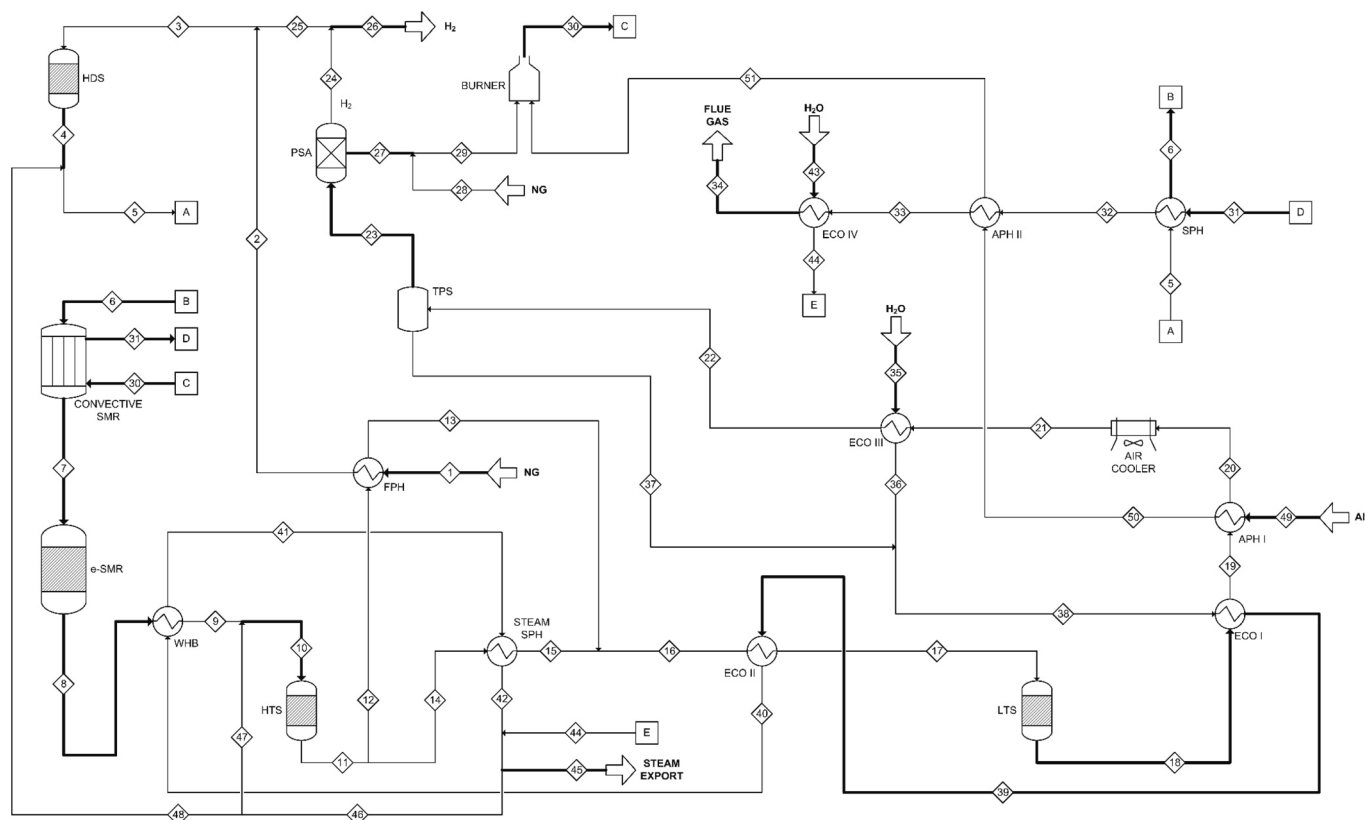 3
25
26
H₂
30
C
HDS
24
BURNER
51
B
H₂
FLUE
GAS
H₂O
4
PSA
27
29
43
6
28
NG
34
5
A
2
33
32
31
D
23
ECO IV
APH II
SPH
44
5
TPS
6
B
E
H₂O
A
31
D
22
35
30
C
CONVECTIVE
SMR
13
21
ECO III
AIR
COOLER
7
1
NG
37
36
20
FPH
50
49
AI
41
APH I
e-SMR
19
9
STEAM
SPH
38
WHB
10
15
16
17
ECO I
ECO II
8
12
14
42
40
HTS
LTS
47
44
E
11
18
45
STEAM
EXPORT
39
48
46